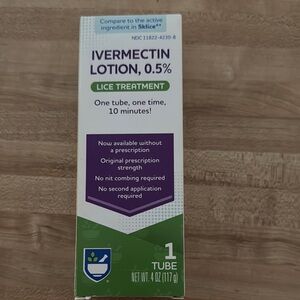 Compare to the active
ingredient in Sklice®*
NDC 11822-4239-8
IVERMECTIN
LOTION, 0.5%
LICE TREATMENT
One tube, one time,
10 minutes!
Now available without
a prescription
Original prescription
strength
No nit combing required
No second application
required
1
TUBE
NET WT. 4 OZ (117 g)